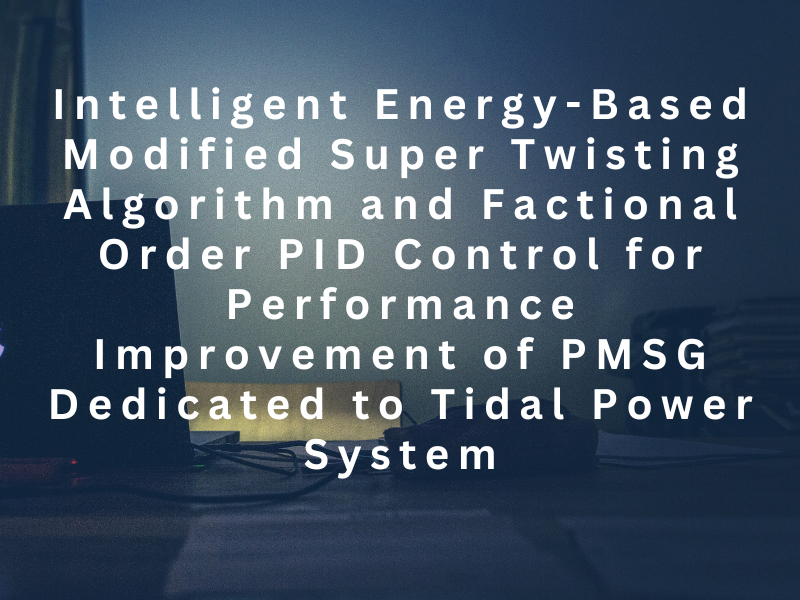 Intelligent Energy-Based
Modified Super Twisting
Algorithm and Factional
Order PID Control for
Performance
Improvement of PMSG
Dedicated to Tidal Power
System